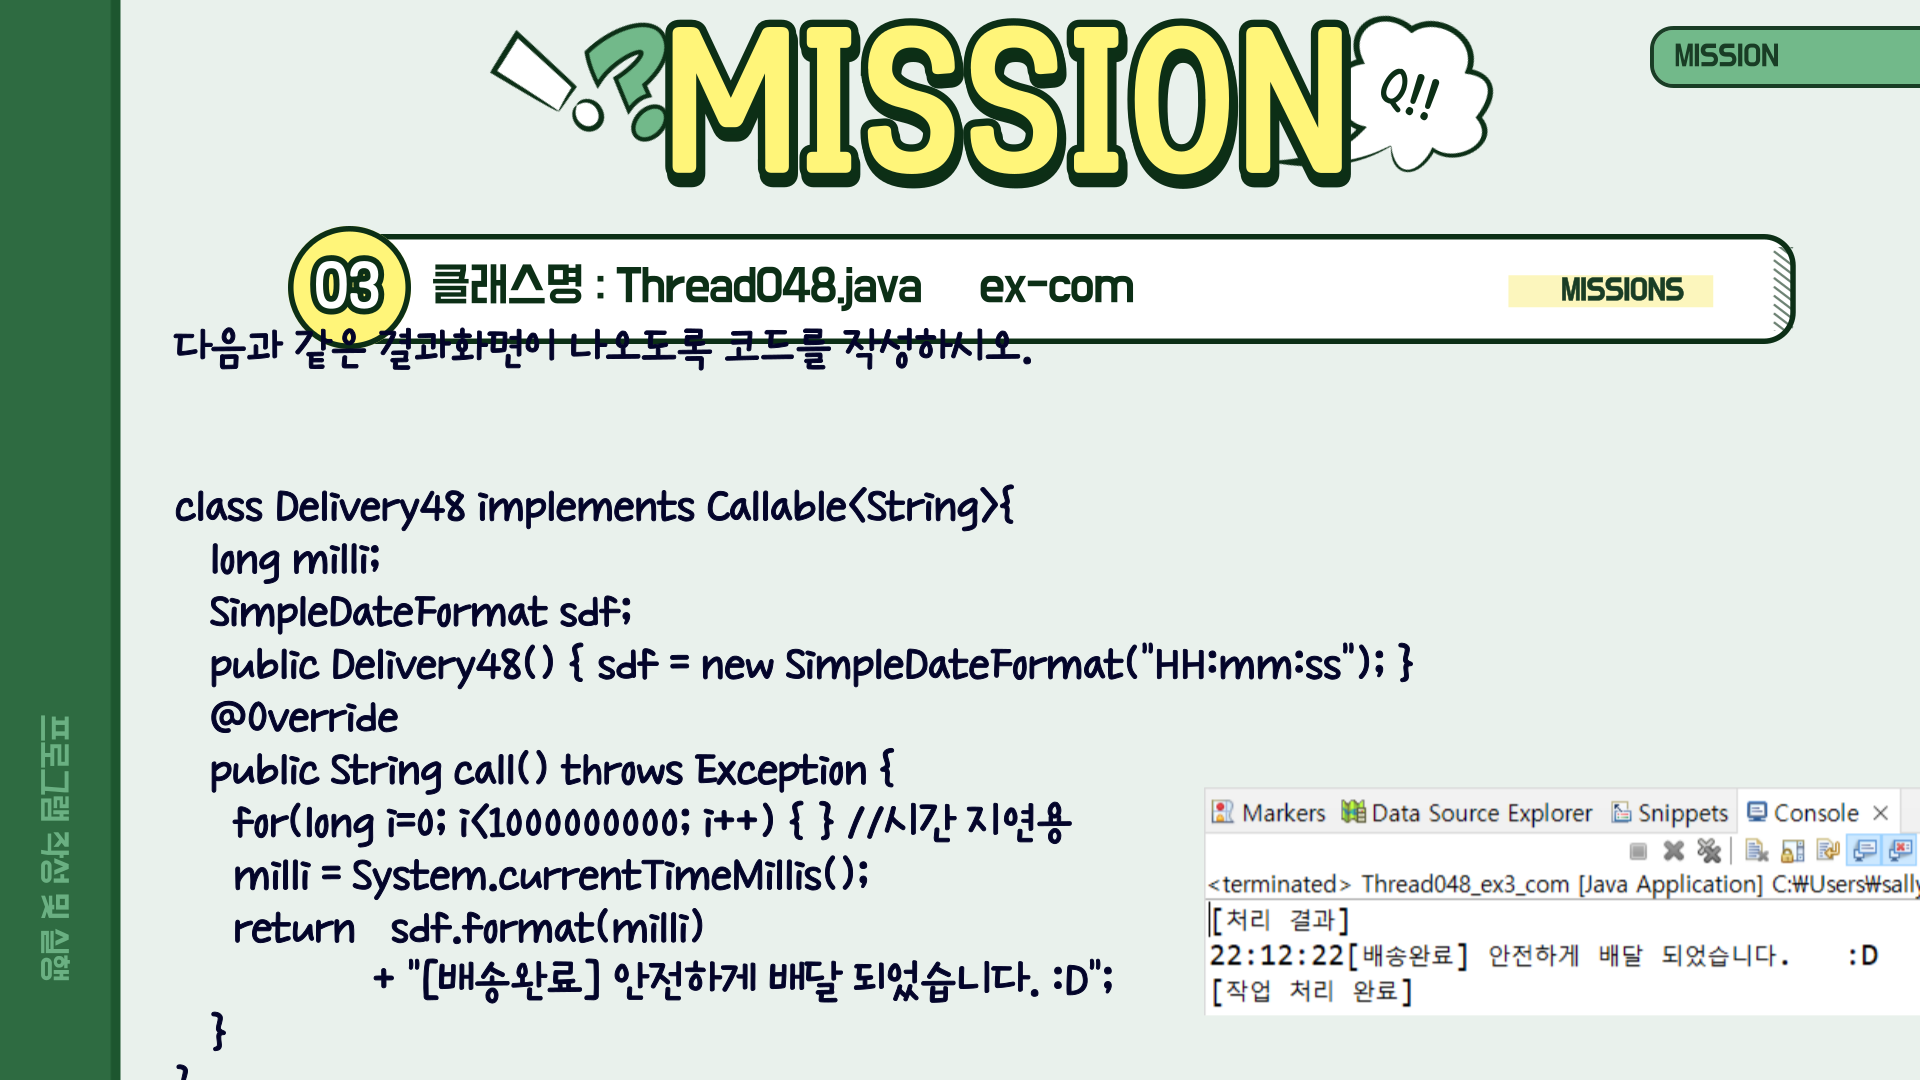 MISSION
Q!!
MISSION
03
클래스명 : Thread048.java ex-com
MISSIONS
다음과 같은 결과화면이 나오도록 코드를 작성하시오.
class Delivery48 implements Callable<String>{
long milli;
SimpleDateFormat sdf;
public Delivery48() { sdf = new SimpleDateFormat("HH:mm:ss"); }
@Override
public String call() throws Exception {
for(long i=0; i<1000000000; i++) { } //시간 지연용
milli = System.currentTimeMillis();
return sdf.format(milli)
+ "[배송완료] 안전하게 배달 되었습니다. :D";
}
}
Markers Data Source Explorer Snippets Console
<terminated> Thread048_ex3_com [Java Application] C:₩Users₩sally
[처리 결과]
22:12:22[배송완료] 안전하게 배달 되었습니다. :D
[작업 처리 완료]
프로그램 작성 및 실행